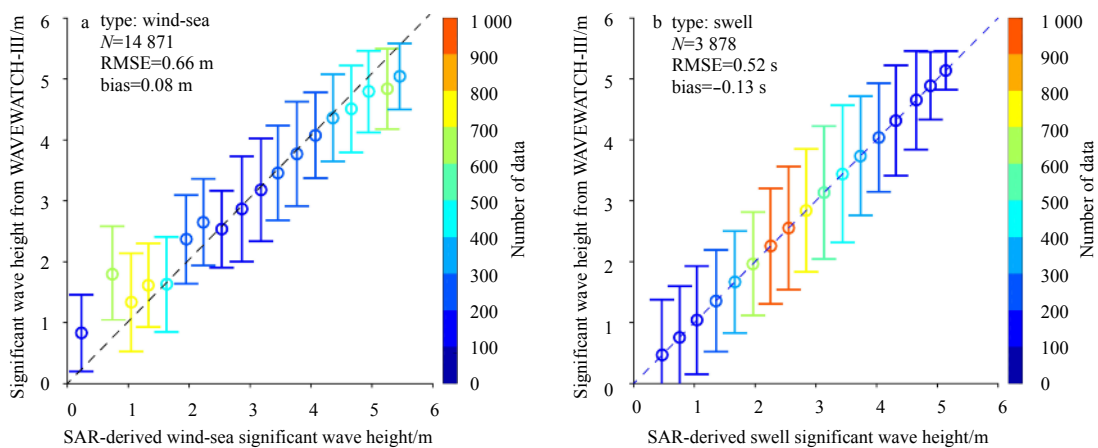 a type: wind-sea
N=14 871
RMSE=0.66 m
bias=0.08 m
Significant wave height from WAVEWATCH-III/m
6
5
4
3
2
1
0
0 1 2 3 4 5 6
SAR-derived wind-sea significant wave height/m
1 000
900
800
700
600
500
400
300
200
100
0
Number of data
b type: swell
N=3 878
RMSE=0.52 s
bias=−0.13 s
Significant wave height from WAVEWATCH-III/m
6
5
4
3
2
1
0
0 1 2 3 4 5 6
SAR-derived swell significant wave height/m
1 000
900
800
700
600
500
400
300
200
100
0
Number of data